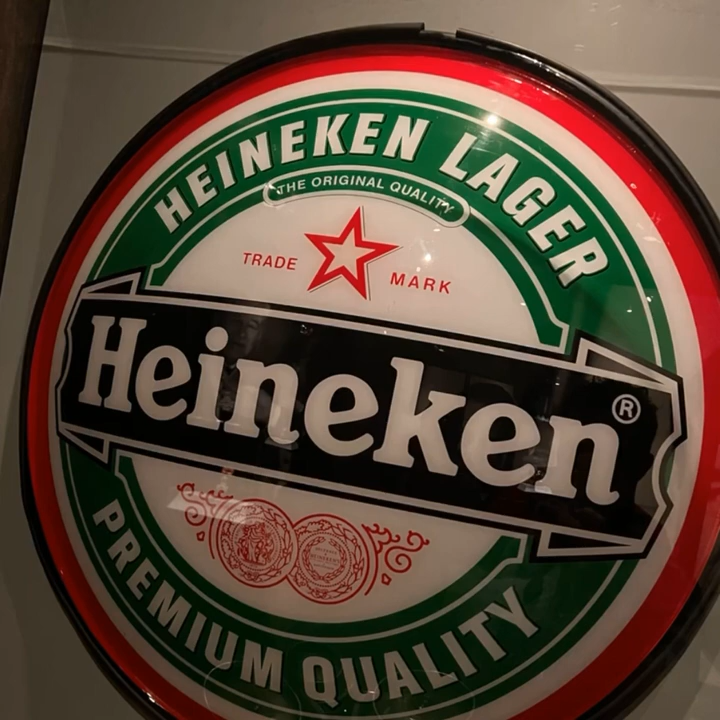 HEINEKEN LAGER
THE ORIGINAL QUALITY
TRADE MARK
Heineken®
PREMIUM QUALITY